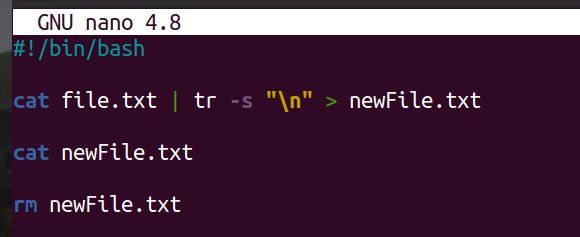 GNU nano 4.8
#!/bin/bash
cat file.txt | tr -s "\n" > newFile.txt
cat newFile.txt
rm newFile.txt